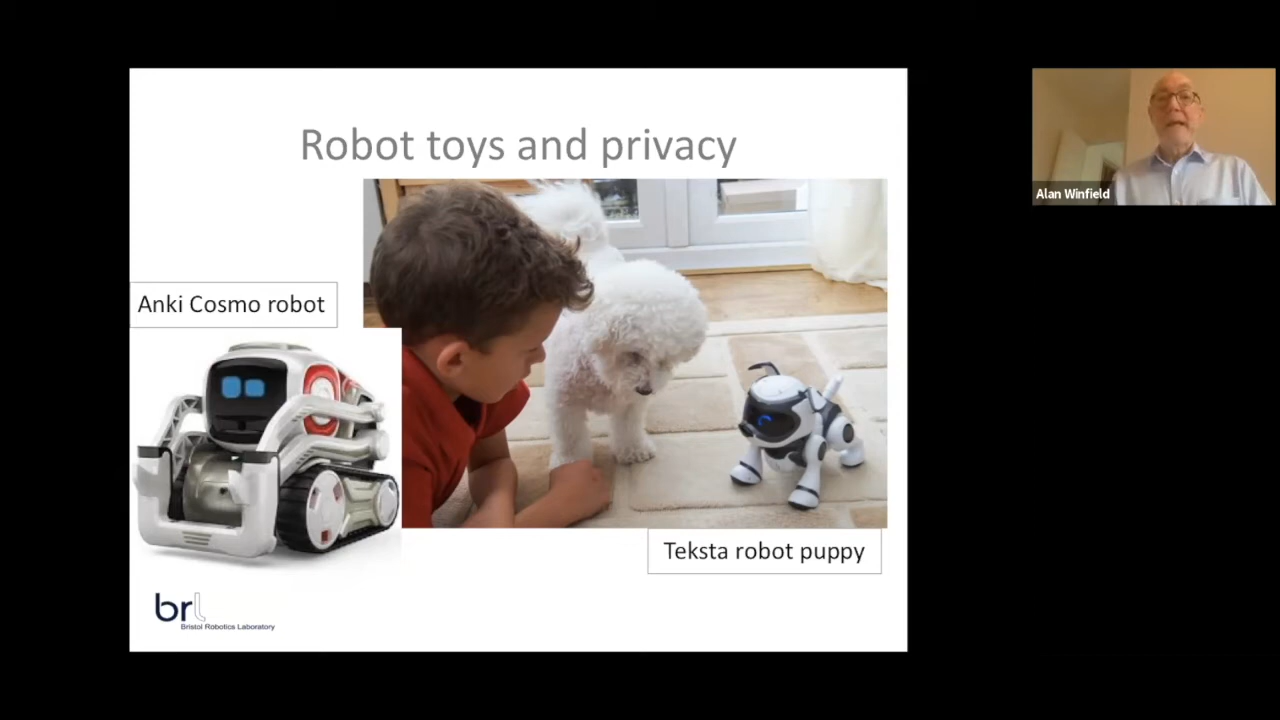 Robot toys and privacy
Anki Cosmo robot
Teksta robot puppy
brl
Bristol Robotics Laboratory
Alan Winfield